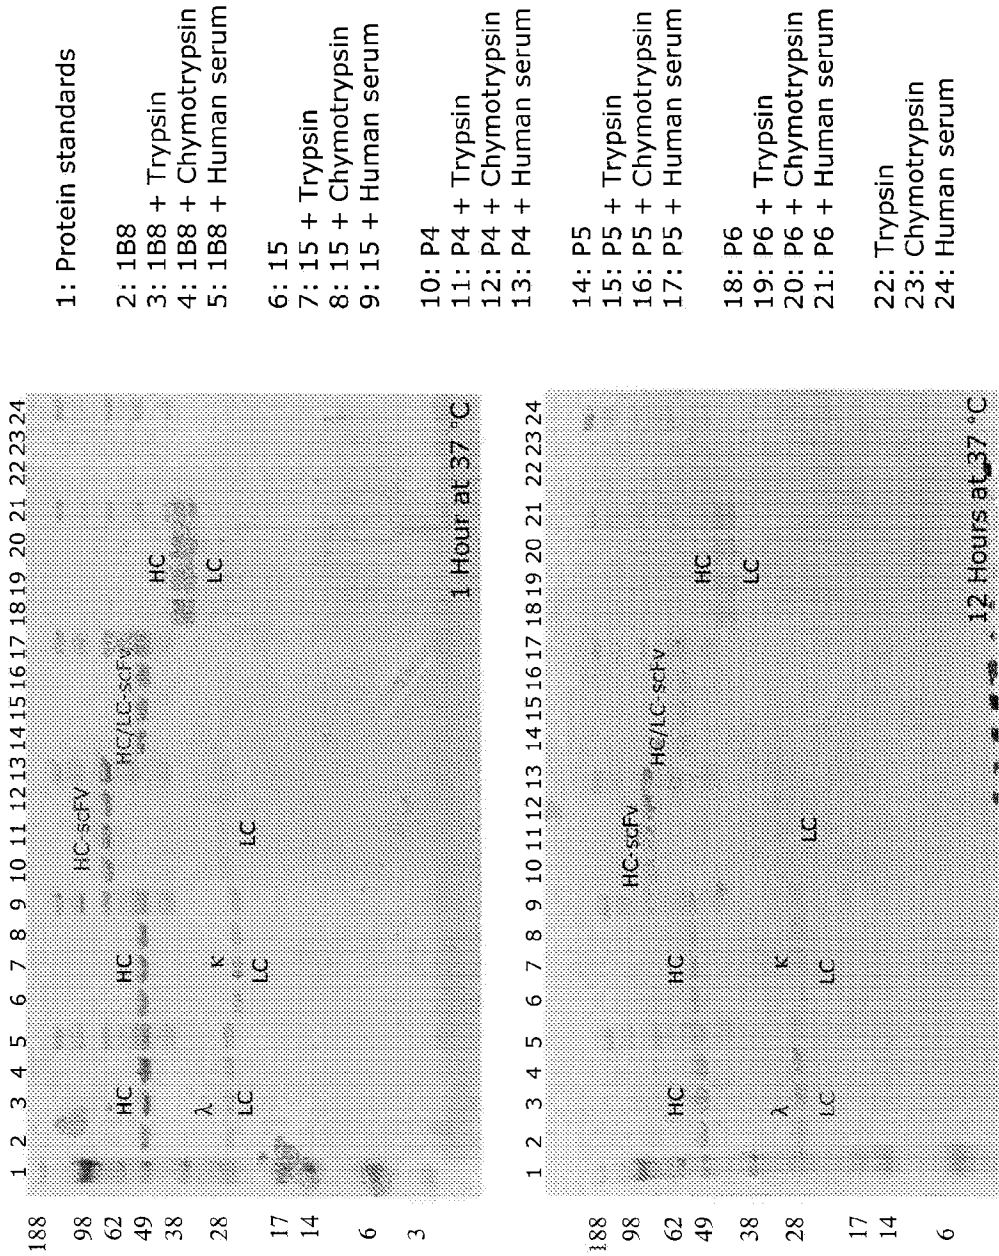 1 2 3 4 5 6 7 8 9 10 11 12 13 14 15 16 17 18 19 20 21 22 23 24
188
98
62
49
38
28
17
14
6
3
HC-scFV
HC/LC-scFv
HC
HC
HC
λ
κ
LC
LC
LC
LC
1 Hour at 37 °C
1 2 3 4 5 6 7 8 9 10 11 12 13 14 15 16 17 18 19 20 21 22 23 24
188
98
62
49
38
28
17
14
6
HC-scFv
HC/LC-scFv
HC
HC
HC
λ
κ
LC
LC
LC
LC
12 Hours at 37 °C
1: Protein standards
2: 1B8
3: 1B8 + Trypsin
4: 1B8 + Chymotrypsin
5: 1B8 + Human serum
6: 15
7: 15 + Trypsin
8: 15 + Chymotrypsin
9: 15 + Human serum
10: P4
11: P4 + Trypsin
12: P4 + Chymotrypsin
13: P4 + Human serum
14: P5
15: P5 + Trypsin
16: P5 + Chymotrypsin
17: P5 + Human serum
18: P6
19: P6 + Trypsin
20: P6 + Chymotrypsin
21: P6 + Human serum
22: Trypsin
23: Chymotrypsin
24: Human serum